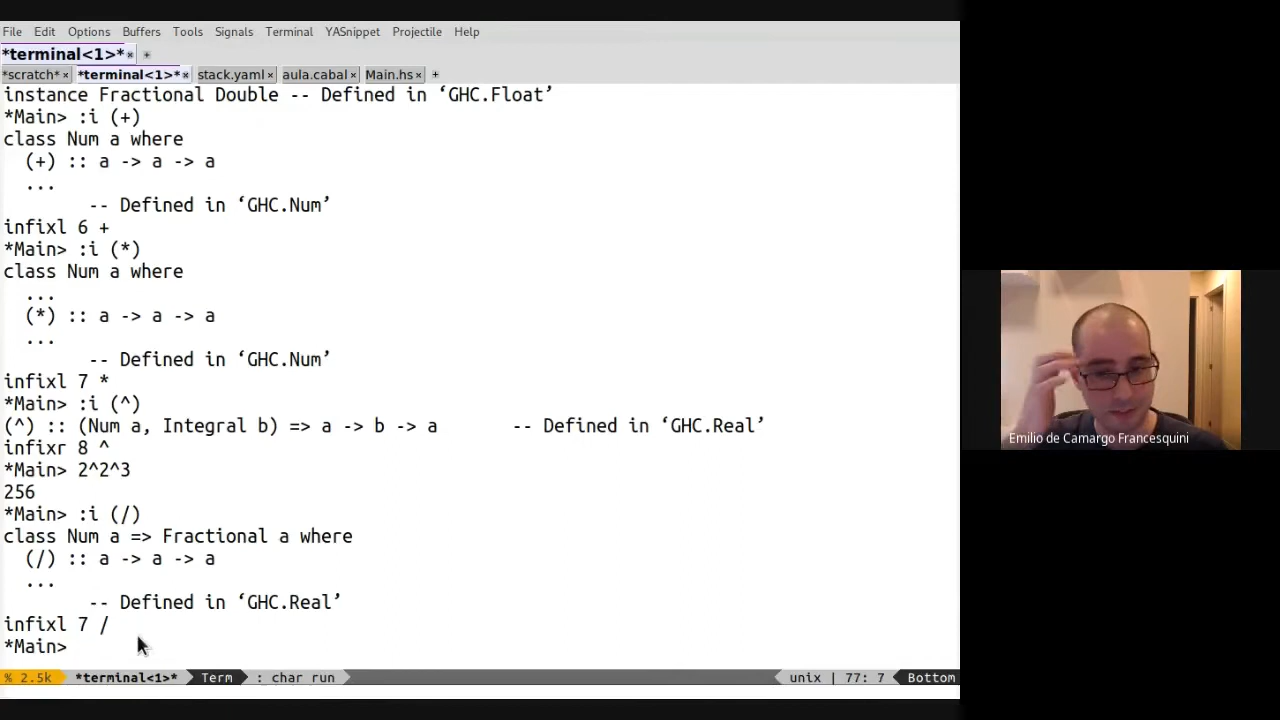 File Edit Options Buffers Tools Signals Terminal YASnippet Projectile Help
*terminal<1>*× +
*scratch*× *terminal<1>*× stack.yaml× aula.cabal× Main.hs× +
instance Fractional Double -- Defined in ‘GHC.Float’
*Main> :i (+)
class Num a where
  (+) :: a -> a -> a
  ...
        -- Defined in ‘GHC.Num’
infixl 6 +
*Main> :i (*)
class Num a where
  ...
  (*) :: a -> a -> a
  ...
        -- Defined in ‘GHC.Num’
infixl 7 *
*Main> :i (^)
(^) :: (Num a, Integral b) => a -> b -> a       -- Defined in ‘GHC.Real’
infixr 8 ^
*Main> 2^2^3
256
*Main> :i (/)
class Num a => Fractional a where
  (/) :: a -> a -> a
  ...
        -- Defined in ‘GHC.Real’
infixl 7 /
*Main>
% 2.5k *terminal<1>* Term : char run unix | 77: 7 Bottom
Emilio de Camargo Francesquini